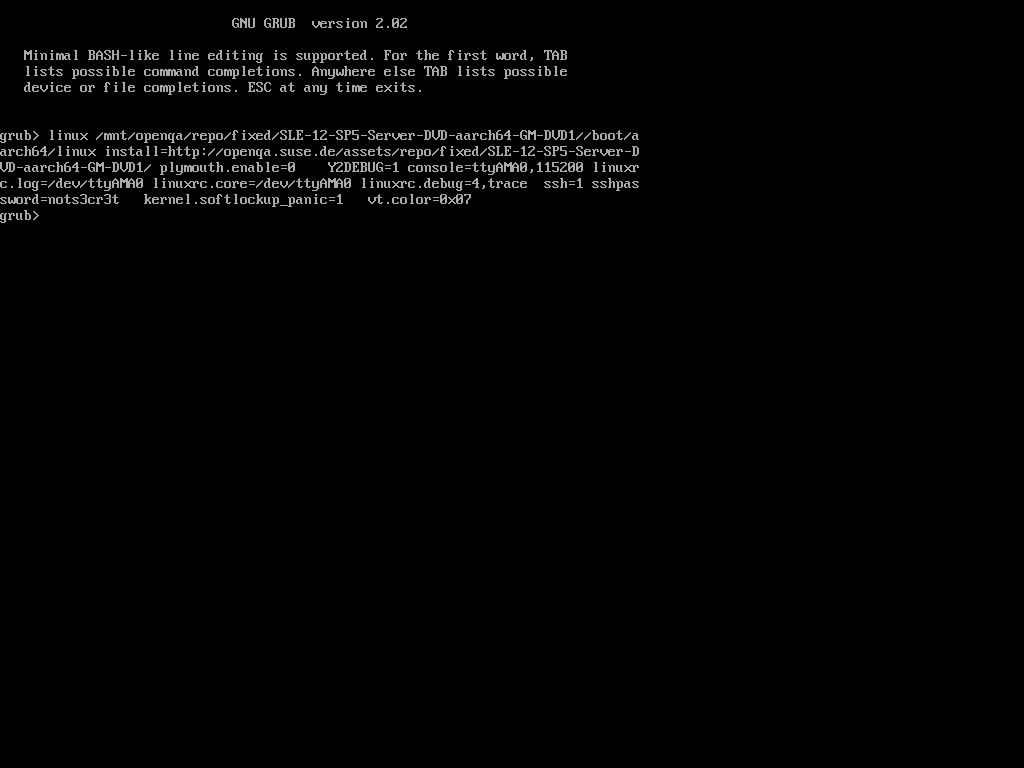 GNU GRUB  version 2.02
Minimal BASH-like line editing is supported. For the first word, TAB
lists possible command completions. Anywhere else TAB lists possible
device or file completions. ESC at any time exits.
grub> linux /mnt/openqa/repo/fixed/SLE-12-SP5-Server-DVD-aarch64-GM-DVD1//boot/a
arch64/linux install=http://openqa.suse.de/assets/repo/fixed/SLE-12-SP5-Server-D
VD-aarch64-GM-DVD1/ plymouth.enable=0    Y2DEBUG=1 console=ttyAMA0,115200 linuxr
c.log=/dev/ttyAMA0 linuxrc.core=/dev/ttyAMA0 linuxrc.debug=4,trace  ssh=1 sshpas
sword=nots3cr3t   kernel.softlockup_panic=1   vt.color=0x07
grub>